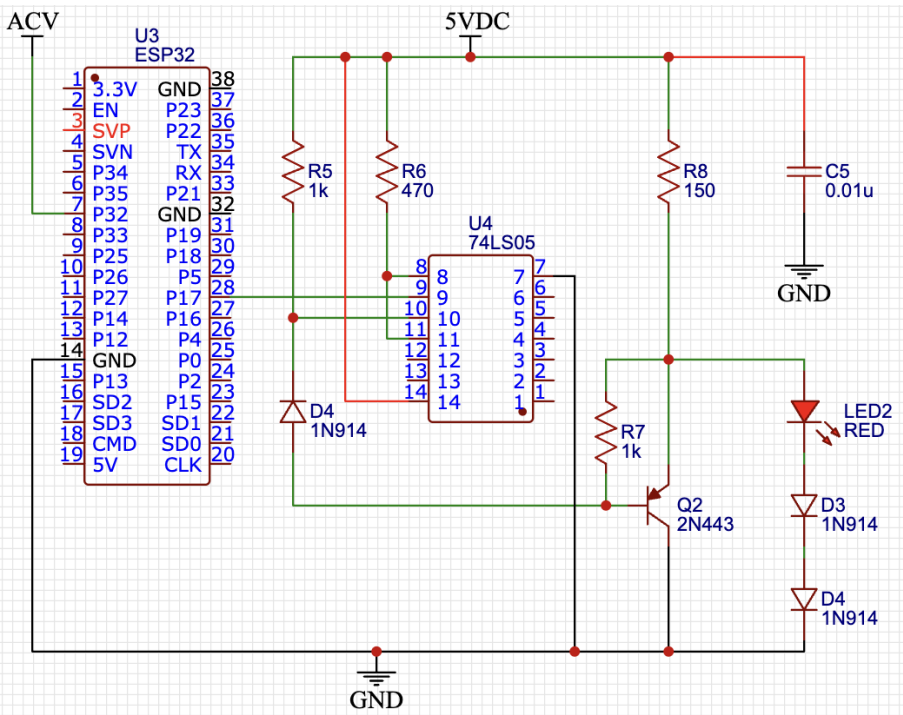 ACV
5VDC
U3
ESP32
1 3.3V GND 38
2 EN P23 37
3 SVP P22 36
4 SVN TX 35
5 P34 RX 34
6 P35 P21 33
7 P32 GND 32
8 P33 P19 31
9 P25 P18 30
10 P26 P5 29
11 P27 P17 28
12 P14 P16 27
13 P12 P4 26
14 GND P0 25
15 P13 P2 24
16 SD2 P15 23
17 SD3 SD1 22
18 CMD SD0 21
19 5V CLK 20
R5
1k
R6
470
R8
150
C5
0.01u
GND
U4
74LS05
8 8 7 7
9 9 6 6
10 10 5 5
11 11 4 4
12 12 3 3
13 13 2 2
14 14 1 1
D4
1N914
R7
1k
LED2
RED
Q2
2N443
D3
1N914
D4
1N914
GND